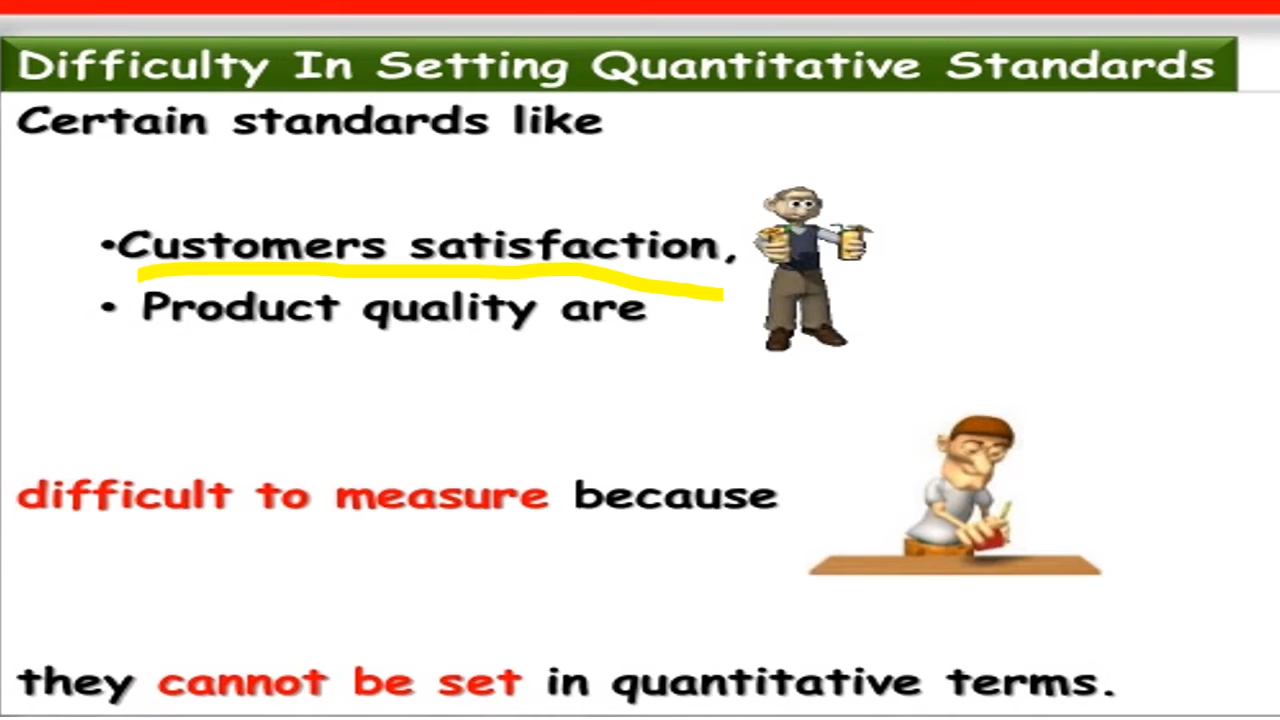 Difficulty In Setting Quantitative Standards
Certain standards like
•Customers satisfaction,
• Product quality are
difficult to measure because
they cannot be set in quantitative terms.